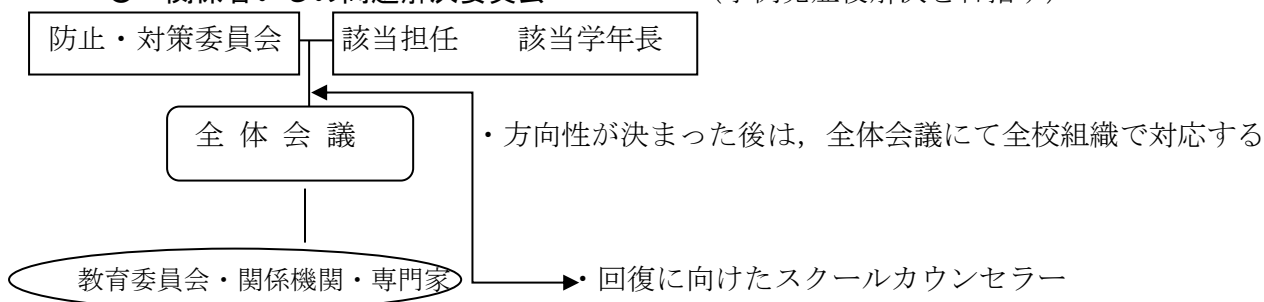 防止・対策委員会 該当担任 該当学年長
全 体 会 議 ・方向性が決まった後は，全体会議にて全校組織で対応する
教育委員会・関係機関・専門家 ・回復に向けたスクールカウンセラー